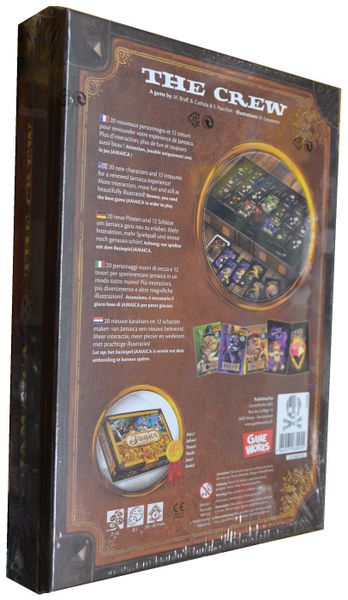 THE CREW
A game by: M. Braff, B. Cathala & S. Pauchon - Illustrations: M. Leyssenne
20 nouveaux personnages et 12 trésors
pour renouveler votre expérience de Jamaica.
Plus d'interaction, plus de fun et toujours
aussi beau ! Attention, jouable uniquement avec
le jeu JAMAICA !
20 new characters and 12 treasures
for a renewed Jamaica experience!
More interaction, more fun and still as
beautifully illustrated! Beware, you need
the base game JAMAICA in order to play.
20 neue Piraten und 12 Schätze
um Jamaica ganz neu zu erleben. Mehr
Interaktion, mehr Spielspaß und immer
noch genauso schön! Achtung: nur spielbar
mit dem Basisspiel JAMAICA.
20 personaggi nuovi di zecca e 12
tesori per sperimentare Jamaica in un
modo tutto nuovo! Più interazioni,
più divertimento e altre magnifiche
illustrazioni! Attenzione, è necessario il
gioco base di JAMAICA per poter giocare.
20 nieuwe karakters en 12 schatten
maken van Jamaica een nieuwe belevenis!
Meer interactie, meer plezier en wederom
met prachtige illustraties!
Let op: het basisspel JAMAICA is vereist om deze
uitbreiding te kunnen spelen.
Jamaica
Published by:
GameWorks SàRL
GAME
WORKS
CE